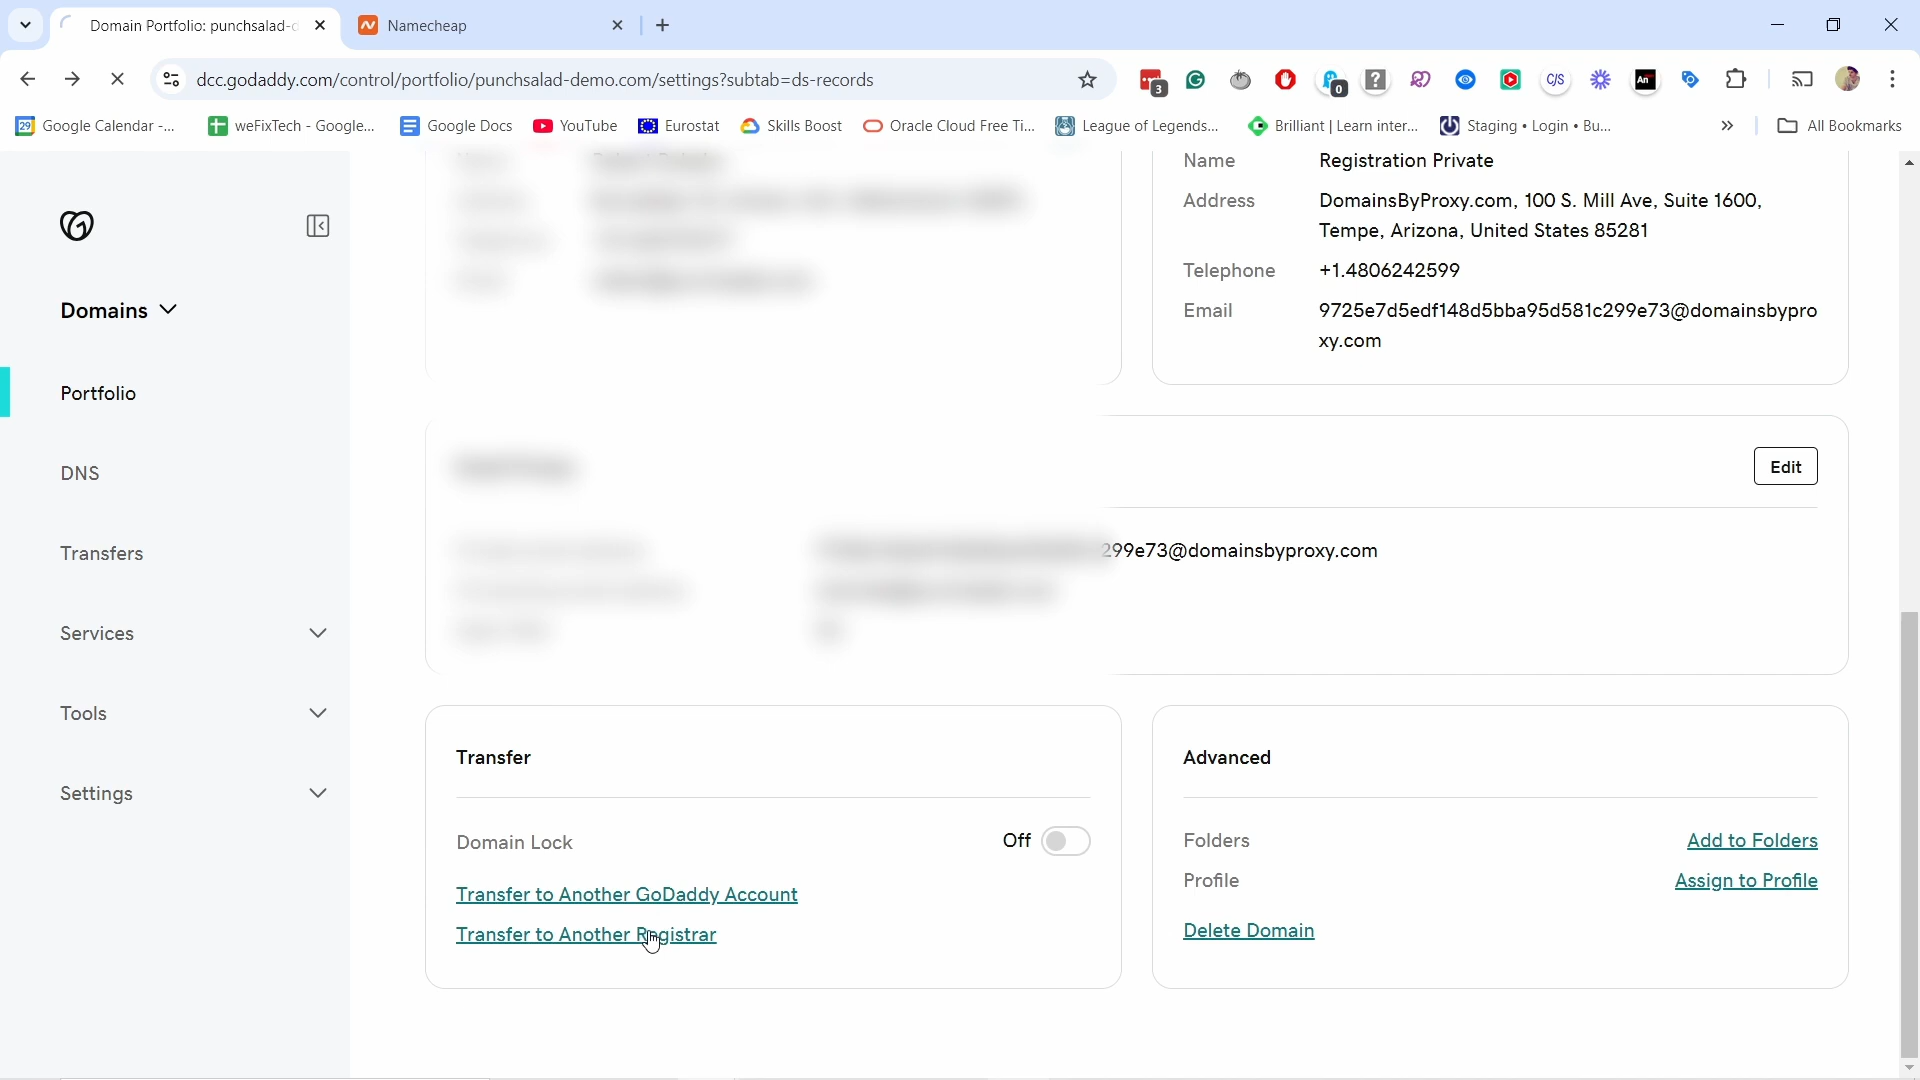 Domain Portfolio: punchsalad-d
Namecheap
dcc.godaddy.com/control/portfolio/punchsalad-demo.com/settings?subtab=ds-records
3
0
?
C/S
An
29 Google Calendar -...
weFixTech - Google...
Google Docs
YouTube
Eurostat
Skills Boost
Oracle Cloud Free Ti...
League of Legends...
Brilliant | Learn inter...
Staging • Login • Bu...
All Bookmarks
Domains
Portfolio
DNS
Transfers
Services
Tools
Settings
Name Registration Private
Address DomainsByProxy.com, 100 S. Mill Ave, Suite 1600,
Tempe, Arizona, United States 85281
Telephone +1.4806242599
Email 9725e7d5edf148d5bba95d581c299e73@domainsbypro
xy.com
Edit
299e73@domainsbyproxy.com
Transfer
Domain Lock Off
Transfer to Another GoDaddy Account
Transfer to Another Registrar
Advanced
Folders Add to Folders
Profile Assign to Profile
Delete Domain